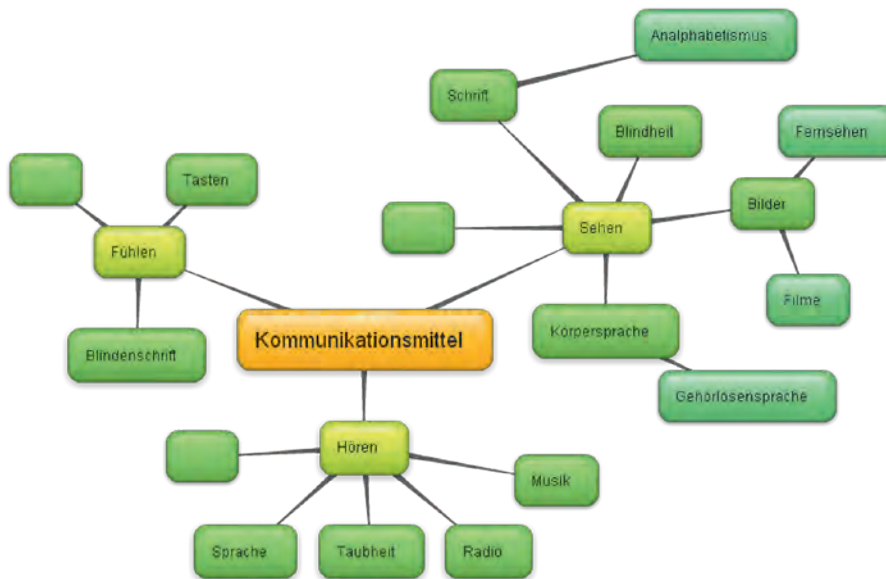 Analphabetismus
Schrift
Blindheit
Fernsehen
Tasten
Bilder
Sehen
Fühlen
Filme
Körpersprache
Kommunikationsmittel
Blindenschrift
Gehörlosensprache
Hören
Musik
Sprache
Taubheit
Radio